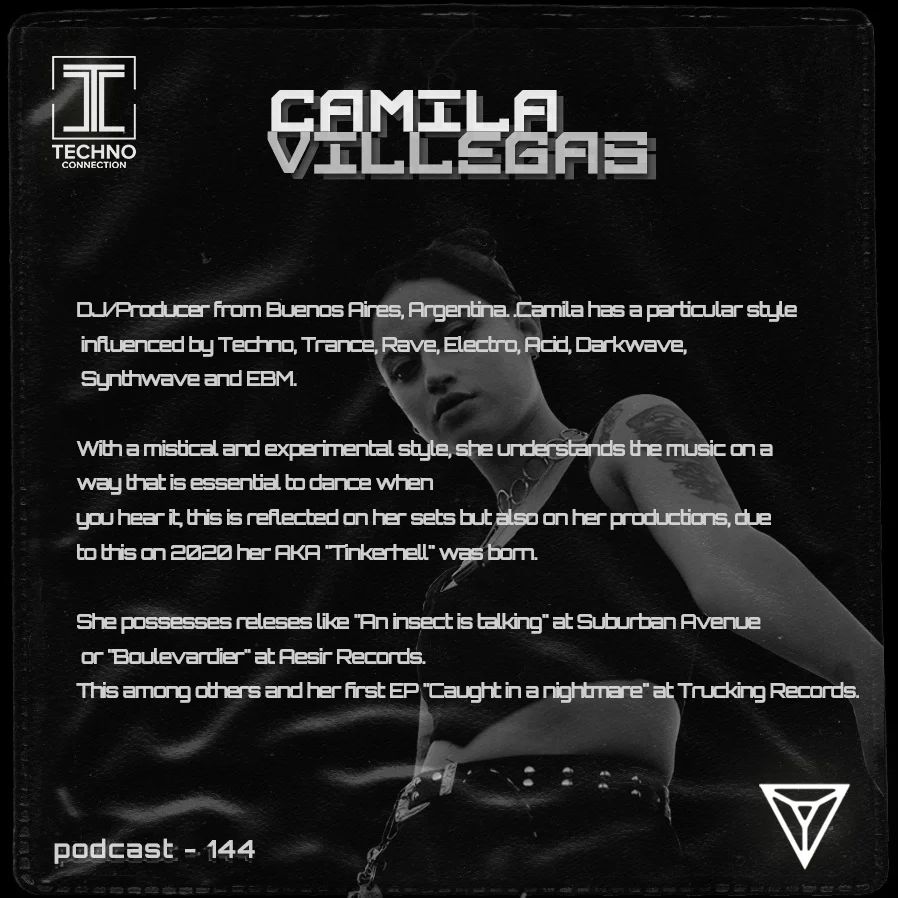 TECHNO
CONNECTION
CAMILA
VILLEGAS
DJ/Producer from Buenos Aires, Argentina. .Camila has a particular style
influenced by Techno, Trance, Rave, Electro, Acid, Darkwave,
Synthwave and EBM.
With a mistical and experimental style, she understands the music on a
way that is essential to dance when
you hear it, this is reflected on her sets but also on her productions, due
to this on 2020 her AKA "Tinkerhell" was born.
She possesses releses like "An insect is talking" at Suburban Avenue
or "Boulevardier" at Aesir Records.
This among others and her first EP "Caught in a nightmare" at Trucking Records.
podcast - 144